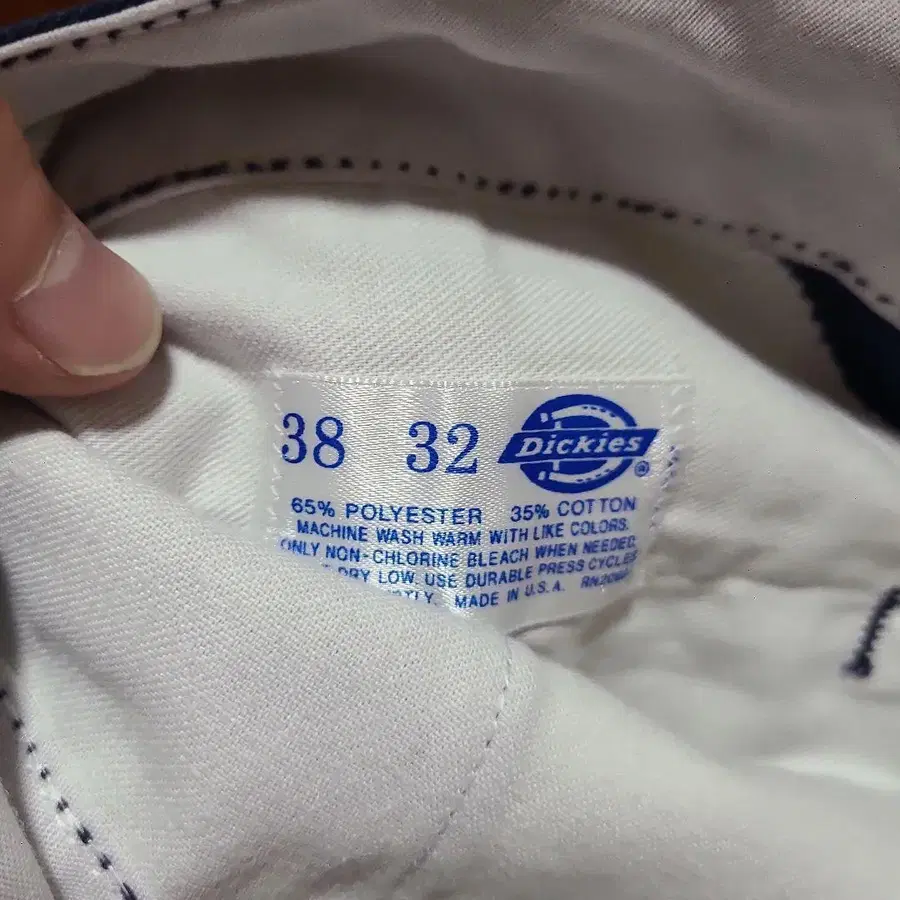 38 32 Dickies®
65% POLYESTER 35% COTTON
MACHINE WASH WARM WITH LIKE COLORS.
ONLY NON-CHLORINE BLEACH WHEN NEEDED.
DRY LOW. USE DURABLE PRESS CYCLES
MADE IN U.S.A.